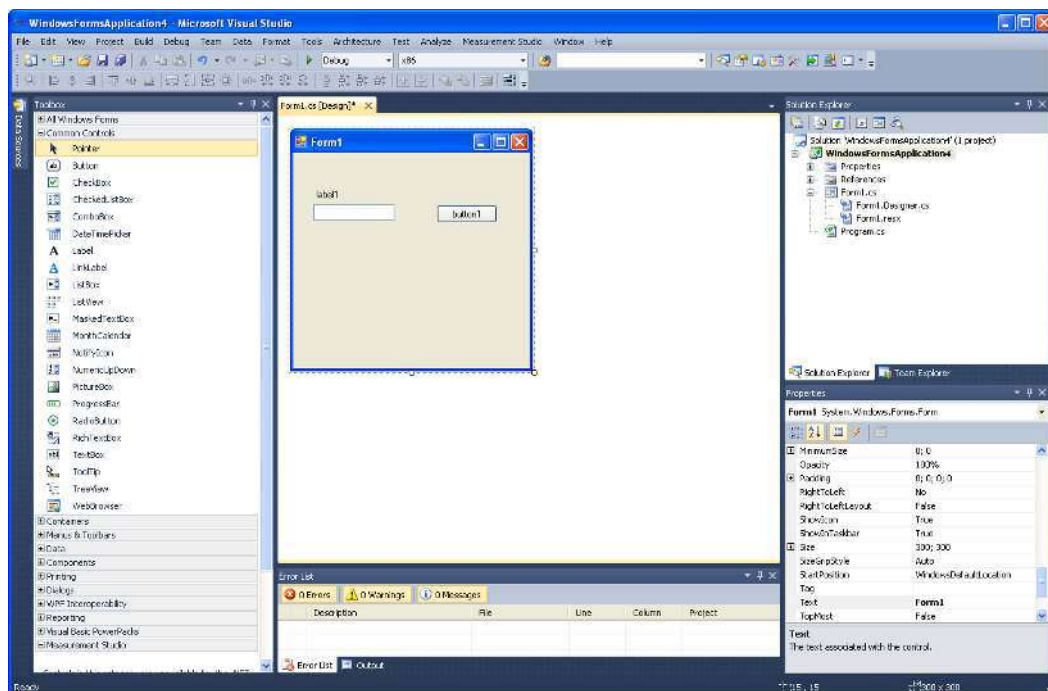 WindowsFormsApplication4 - Microsoft Visual Studio
File Edit View Project Build Debug Team Data Format Tools Architecture Test Analyze Measurement Studio Window Help
Debug x86
Data Sources
Toolbox
All Windows Forms
Common Controls
Pointer
Button
CheckBox
CheckedListBox
ComboBox
DateTimePicker
Label
LinkLabel
ListBox
ListView
MaskedTextBox
MonthCalendar
NotifyIcon
NumericUpDown
PictureBox
ProgressBar
RadioButton
RichTextBox
TextBox
ToolTip
TreeView
WebBrowser
Containers
Menus & Toolbars
Data
Components
Printing
Dialogs
WPF Interoperability
Reporting
Visual Basic PowerPacks
Measurement Studio
Form1.cs [Design]*
Form1
label1
button1
Error List
0 Errors 0 Warnings 0 Messages
Description File Line Column Project
Error List Output
Solution Explorer
Solution 'WindowsFormsApplication4' (1 project)
WindowsFormsApplication4
Properties
References
Form1.cs
Form1.Designer.cs
Form1.resx
Program.cs
Solution Explorer Team Explorer
Properties
Form1 System.Windows.Forms.Form
MinimumSize 0; 0
Opacity 100%
Padding 0; 0; 0; 0
RightToLeft No
RightToLeftLayout False
ShowIcon True
ShowInTaskbar True
Size 300; 300
SizeGripStyle Auto
StartPosition WindowsDefaultLocation
Tag
Text Form1
TopMost False
Text
The text associated with the control.
Ready 15 , 15 300 x 300